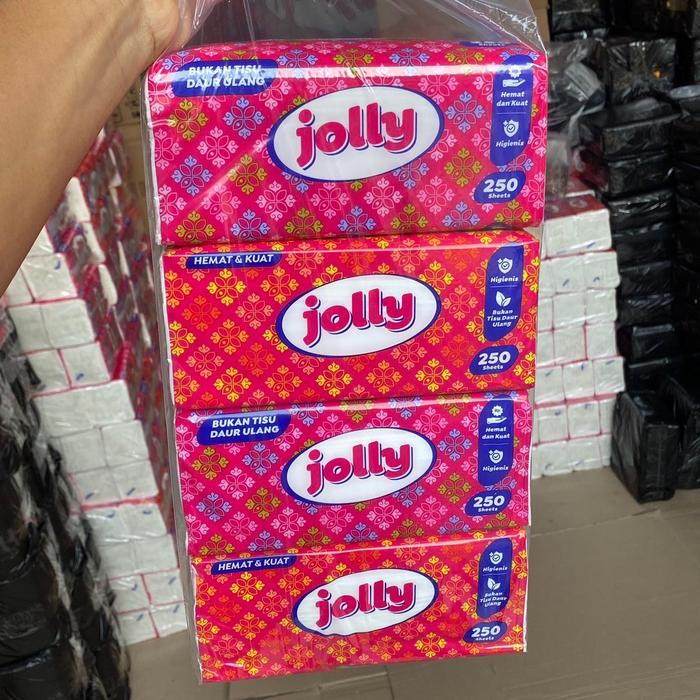 Sheets
BUKAN TISU
DAUR ULANG
jolly
Hemat
dan Kuat
Higienis
250
Sheets
HEMAT & KUAT
jolly
Higienis
Bukan
Tisu Daur
Ulang
250
Sheets
BUKAN TISU
DAUR ULANG
jolly
Hemat
dan Kuat
Higienis
250
Sheets
HEMAT & KUAT
jolly
Higienis
Bukan
Tisu Daur
Ulang
250
Sheets